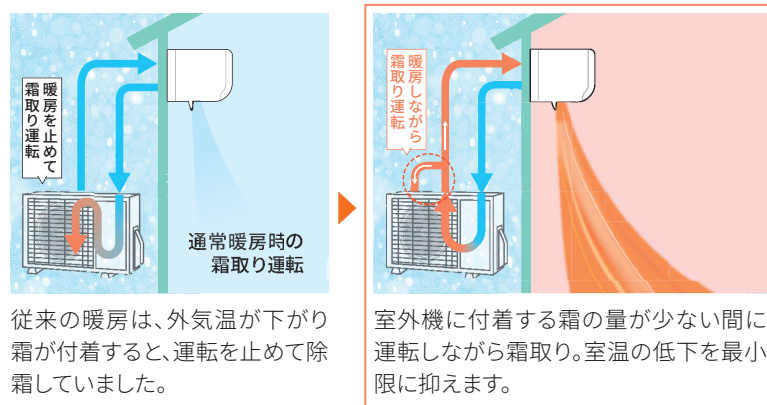 暖房を止めて
霜取り運転
通常暖房時の
霜取り運転
従来の暖房は、外気温が下がり
霜が付着すると、運転を止めて除
霜していました。
暖房しながら
霜取り運転
室外機に付着する霜の量が少ない間に
運転しながら霜取り。室温の低下を最小
限に抑えます。